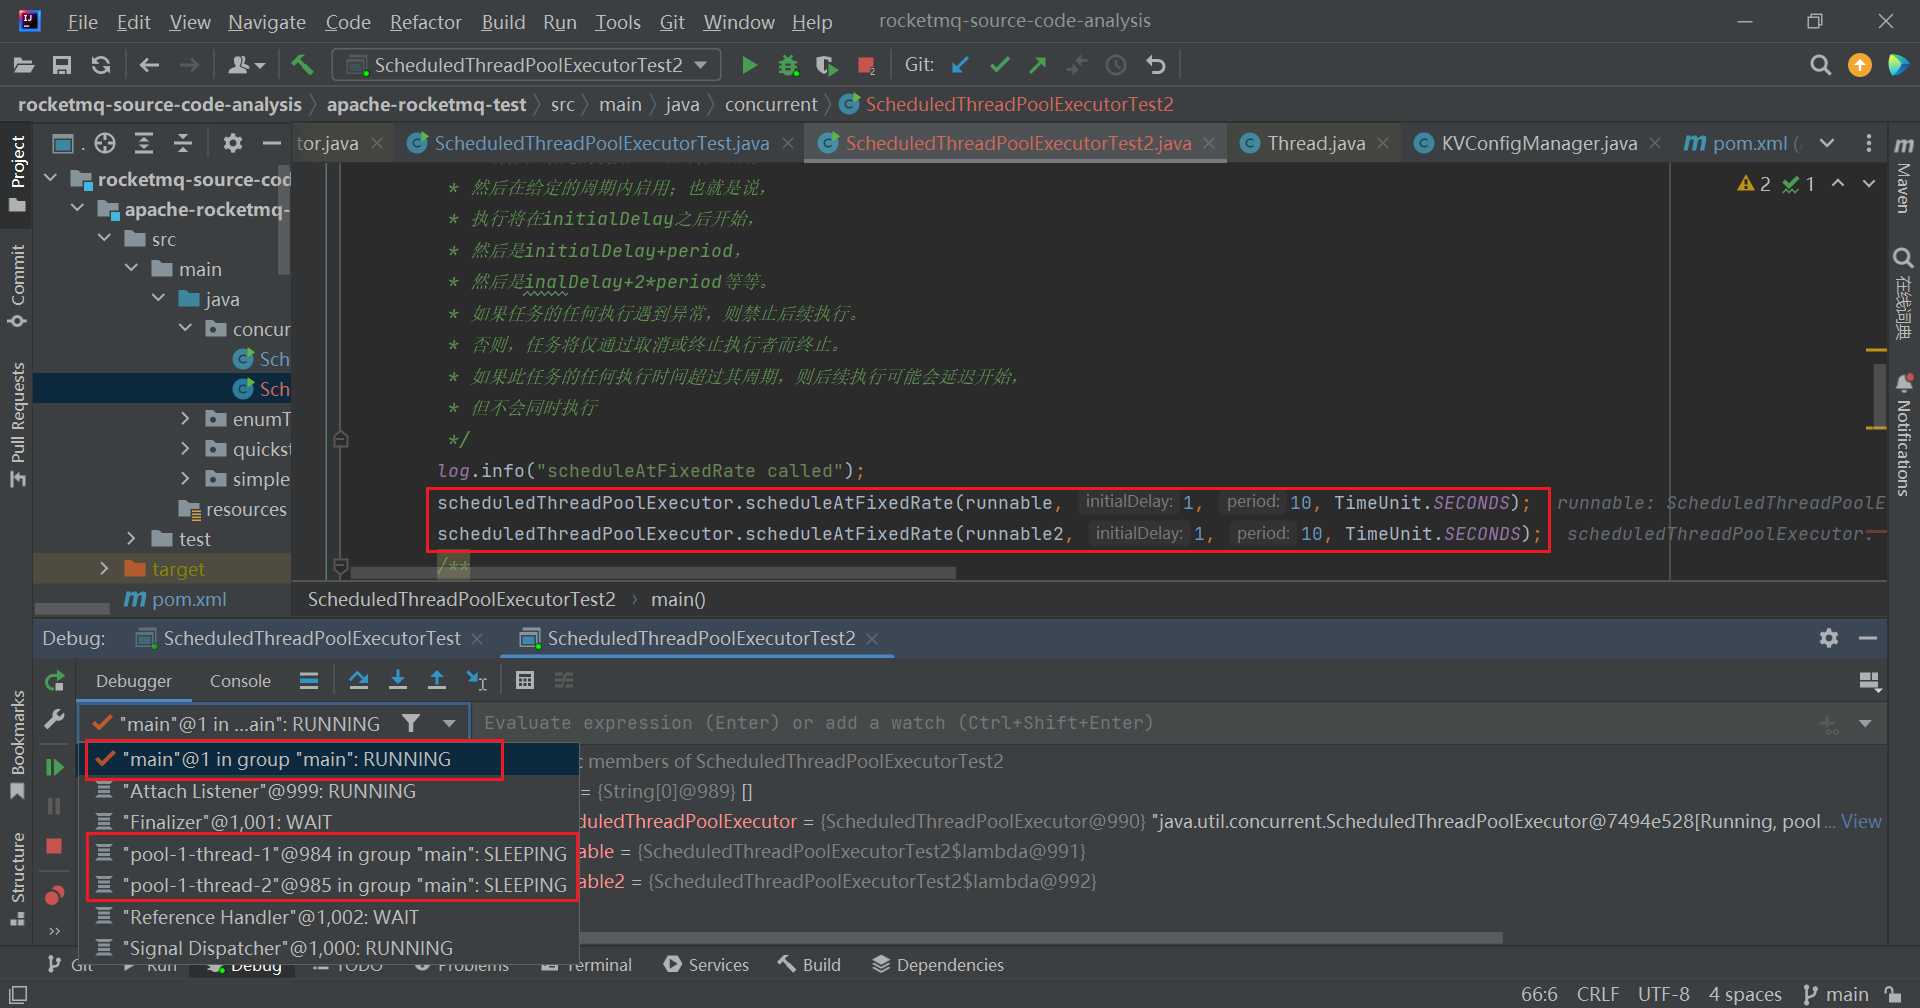 File Edit View Navigate Code Refactor Build Run Tools Git Window Help rocketmq-source-code-analysis
ScheduledThreadPoolExecutorTest2 Git:
rocketmq-source-code-analysis apache-rocketmq-test src main java concurrent ScheduledThreadPoolExecutorTest2
tor.java ScheduledThreadPoolExecutorTest.java ScheduledThreadPoolExecutorTest2.java Thread.java KVConfigManager.java pom.xml (
Project
Commit
Pull Requests
Bookmarks
Structure
rocketmq-source-cod
apache-rocketmq-
src
main
java
concur
Sch
Sch
enumT
quickst
simple
resources
test
target
pom.xml
* 然后在给定的周期内启用；也就是说，
* 执行将在initialDelay之后开始，
* 然后是initialDelay+period，
* 然后是inalDelay+2*period等等。
* 如果任务的任何执行遇到异常，则禁止后续执行。
* 否则，任务将仅通过取消或终止执行者而终止。
* 如果此任务的任何执行时间超过其周期，则后续执行可能会延迟开始，
* 但不会同时执行
*/
log.info("scheduleAtFixedRate called");
scheduledThreadPoolExecutor.scheduleAtFixedRate(runnable, initialDelay: 1, period: 10, TimeUnit.SECONDS); runnable: ScheduledThreadPoolE
scheduledThreadPoolExecutor.scheduleAtFixedRate(runnable2, initialDelay: 1, period: 10, TimeUnit.SECONDS); scheduledThreadPoolExecutor:
/**
2 1
Maven
在线词典
Notifications
ScheduledThreadPoolExecutorTest2 main()
Debug: ScheduledThreadPoolExecutorTest ScheduledThreadPoolExecutorTest2
Debugger Console
"main"@1 in ...ain": RUNNING Evaluate expression (Enter) or add a watch (Ctrl+Shift+Enter)
"main"@1 in group "main": RUNNING
"Attach Listener"@999: RUNNING
"Finalizer"@1,001: WAIT
"pool-1-thread-1"@984 in group "main": SLEEPING
"pool-1-thread-2"@985 in group "main": SLEEPING
"Reference Handler"@1,002: WAIT
"Signal Dispatcher"@1,000: RUNNING
members of ScheduledThreadPoolExecutorTest2
= {String[0]@989} []
duledThreadPoolExecutor = {ScheduledThreadPoolExecutor@990} "java.util.concurrent.ScheduledThreadPoolExecutor@7494e528[Running, pool ... View
able = {ScheduledThreadPoolExecutorTest2$lambda@991}
able2 = {ScheduledThreadPoolExecutorTest2$lambda@992}
Git Run Debug TODO Problems Terminal Services Build Dependencies
66:6 CRLF UTF-8 4 spaces main